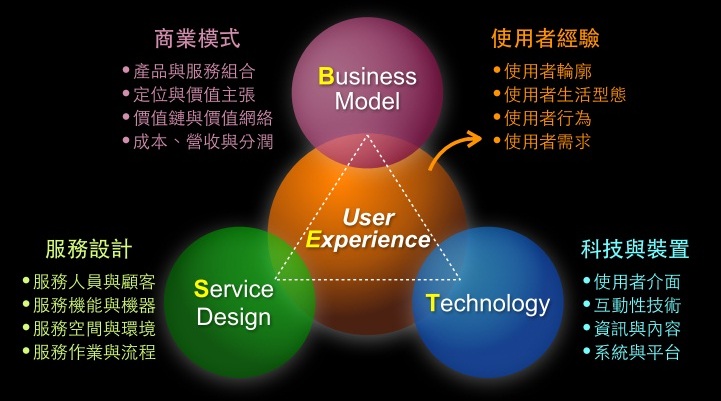 商業模式
•產品與服務組合
•定位與價值主張
•價值鏈與價值網絡
•成本、營收與分潤
Business
Model
使用者經驗
•使用者輪廓
•使用者生活型態
•使用者行為
•使用者需求
User
Experience
服務設計
•服務人員與顧客
•服務機能與機器
•服務空間與環境
•服務作業與流程
Service
Design
Technology
科技與裝置
•使用者介面
•互動性技術
•資訊與內容
•系統與平台